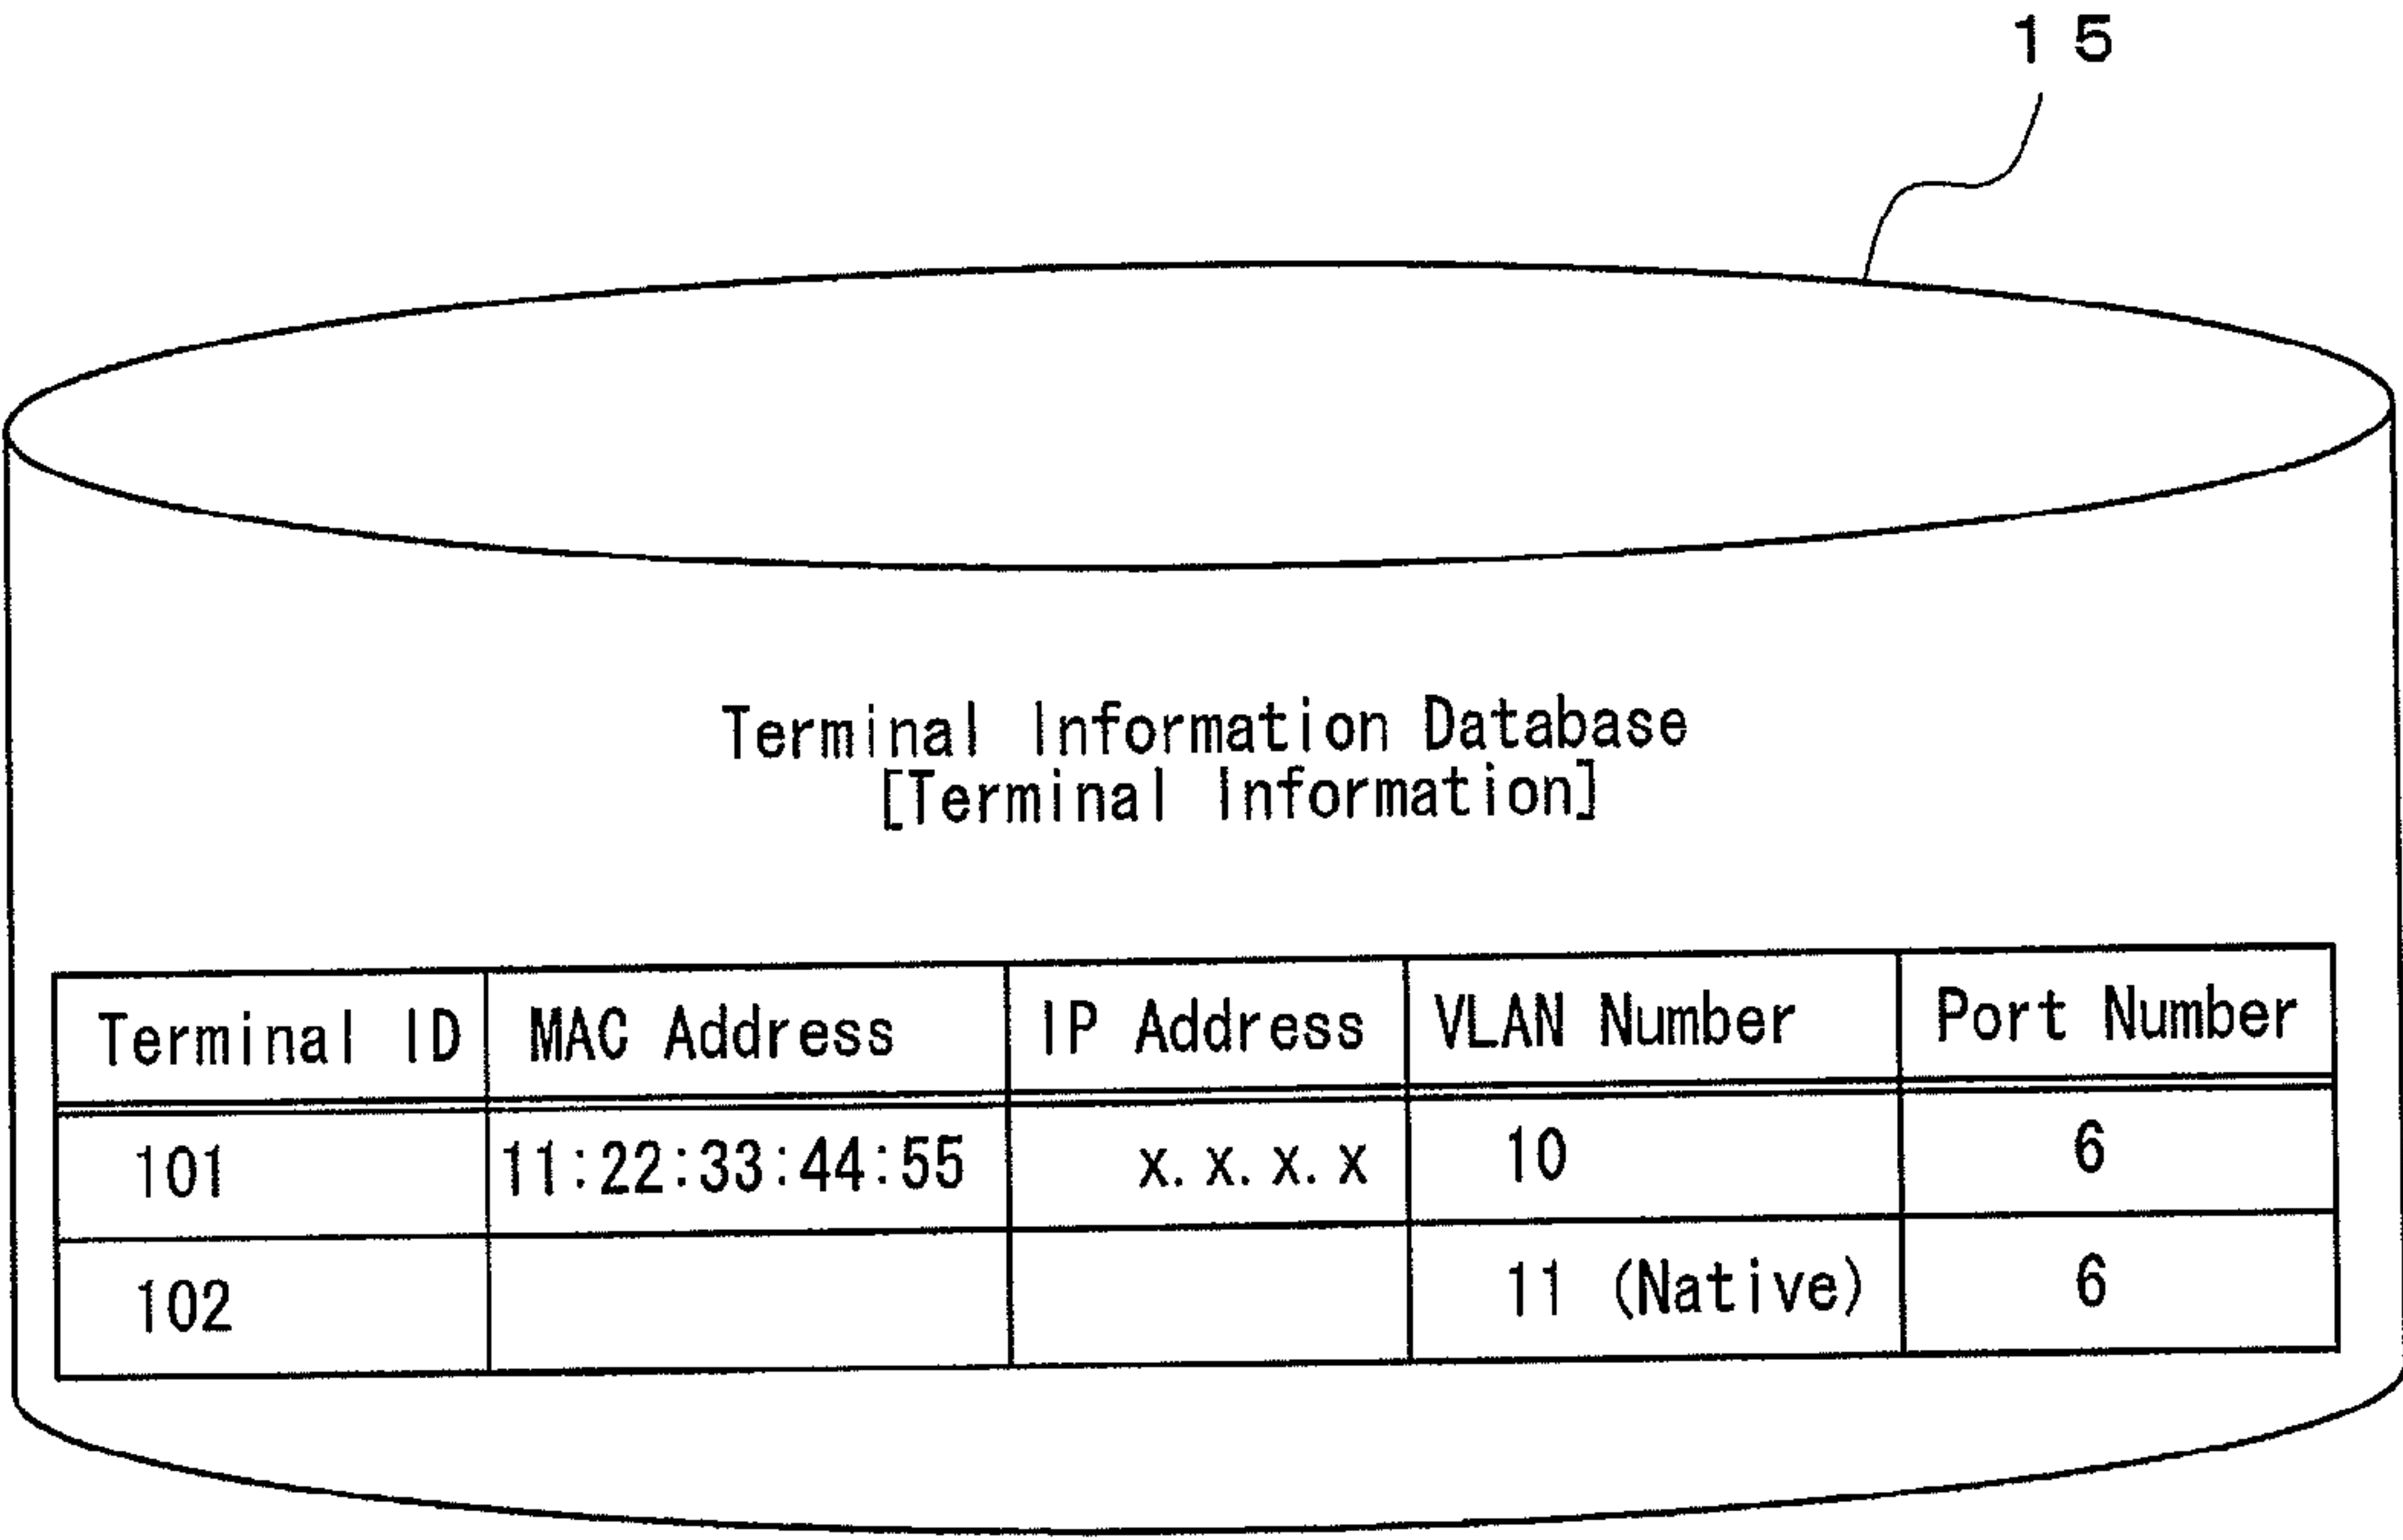 15
Terminal Information Database
[Terminal Information]
Terminal ID MAC Address IP Address VLAN Number Port Number
101 11:22:33:44:55 x.x.x.x 10 6
102 11 (Native) 6